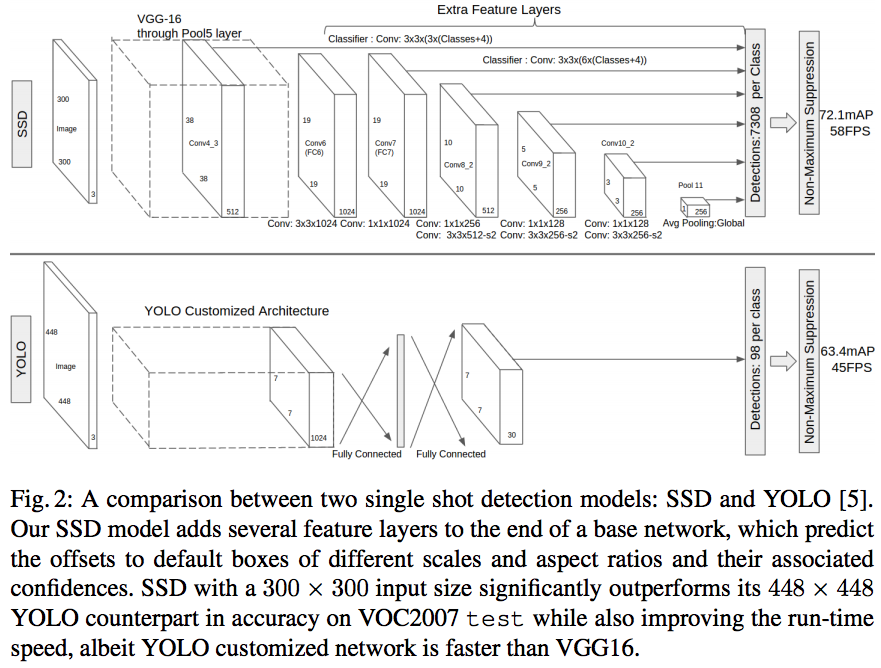 Extra Feature Layers
VGG-16
through Pool5 layer
Classifier : Conv: 3x3x(3x(Classes+4))
Classifier : Conv: 3x3x(6x(Classes+4))
SSD
300
Image
300
3
38
Conv4_3
38
512
19
Conv6
(FC6)
19
1024
19
Conv7
(FC7)
19
1024
10
Conv8_2
10
512
5
Conv9_2
5
256
Conv10_2
3
3
256
Pool 11
1
256
Detections:7308 per Class
Non-Maximum Suppression
72.1mAP
58FPS
Conv: 3x3x1024 Conv: 1x1x1024 Conv: 1x1x256 Conv: 1x1x128 Conv: 1x1x128 Avg Pooling:Global
Conv: 3x3x512-s2 Conv: 3x3x256-s2 Conv: 3x3x256-s2
YOLO
YOLO Customized Architecture
448
Image
448
3
7
7
1024
Fully Connected
Fully Connected
7
7
30
Detections: 98 per class
Non-Maximum Suppression
63.4mAP
45FPS
Fig. 2: A comparison between two single shot detection models: SSD and YOLO [5].
Our SSD model adds several feature layers to the end of a base network, which predict
the offsets to default boxes of different scales and aspect ratios and their associated
confidences. SSD with a 300 × 300 input size significantly outperforms its 448 × 448
YOLO counterpart in accuracy on VOC2007 test while also improving the run-time
speed, albeit YOLO customized network is faster than VGG16.